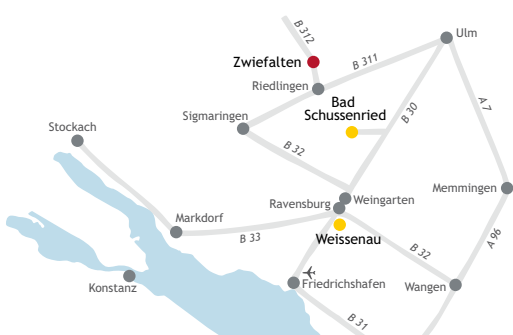 B 312
Ulm
Zwiefalten
B 311
Riedlingen
Bad
Schussenried
A 7
B 30
Sigmaringen
Stockach
B 32
Memmingen
Weingarten
Ravensburg
Markdorf
B 33
Weissenau
B 32
A 96
Konstanz
Friedrichshafen
Wangen
B 31